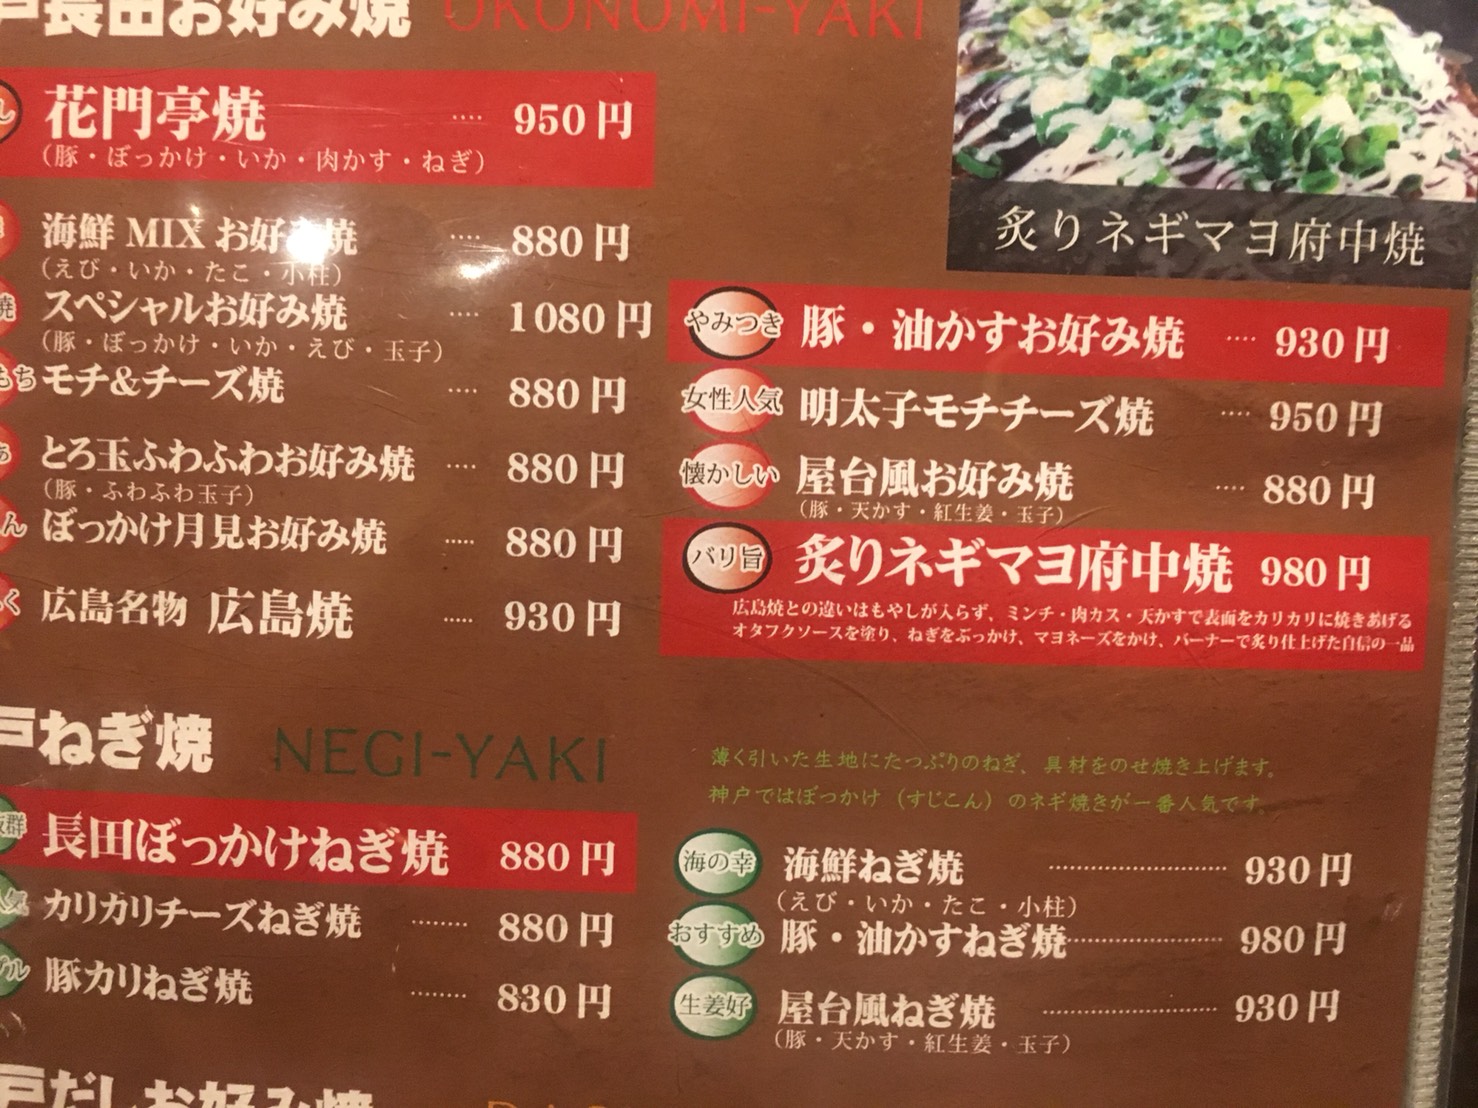 戸長田お好み焼 OKONOMI-YAKI
花門亭焼 ···· 950円
（豚・ぼっかけ・いか・肉かす・ねぎ）
海鮮 MIX お好み焼 ···· 880円
（えび・いか・たこ・小柱）
スペシャルお好み焼 ···· 1080円
（豚・ぼっかけ・いか・えび・玉子）
モチ&チーズ焼 ···· 880円
とろ玉ふわふわお好み焼 ···· 880円
（豚・ふわふわ玉子）
ぼっかけ月見お好み焼 ····· 880円
広島名物 広島焼 ····· 930円
炙りネギマヨ府中焼
やみつき 豚・油かすお好み焼 ···· 930円
女性人気 明太子モチチーズ焼 ···· 950円
懐かしい 屋台風お好み焼 ····· 880円
（豚・天かす・紅生姜・玉子）
バリ旨 炙りネギマヨ府中焼 980円
広島焼との違いはもやしが入らず、ミンチ・肉カス・天かすで表面をカリカリに焼きあげる
オタフクソースを塗り、ねぎをぶっかけ、マヨネーズをかけ、バーナーで炙り仕上げた自信の一品
戸ねぎ焼 NEGI-YAKI
薄く引いた生地にたっぷりのねぎ、具材をのせ焼き上げます。
神戸ではぼっかけ（すじこん）のネギ焼きが一番人気です。
長田ぼっかけねぎ焼 880円
カリカリチーズねぎ焼 ········ 880円
豚カリねぎ焼 ········ 830円
海の幸 海鮮ねぎ焼 ························ 930円
（えび・いか・たこ・小柱）
おすすめ 豚・油かすねぎ焼 ····················· 980円
生姜好 屋台風ねぎ焼 ························ 930円
（豚・天かす・紅生姜・玉子）
戸だしお好み焼